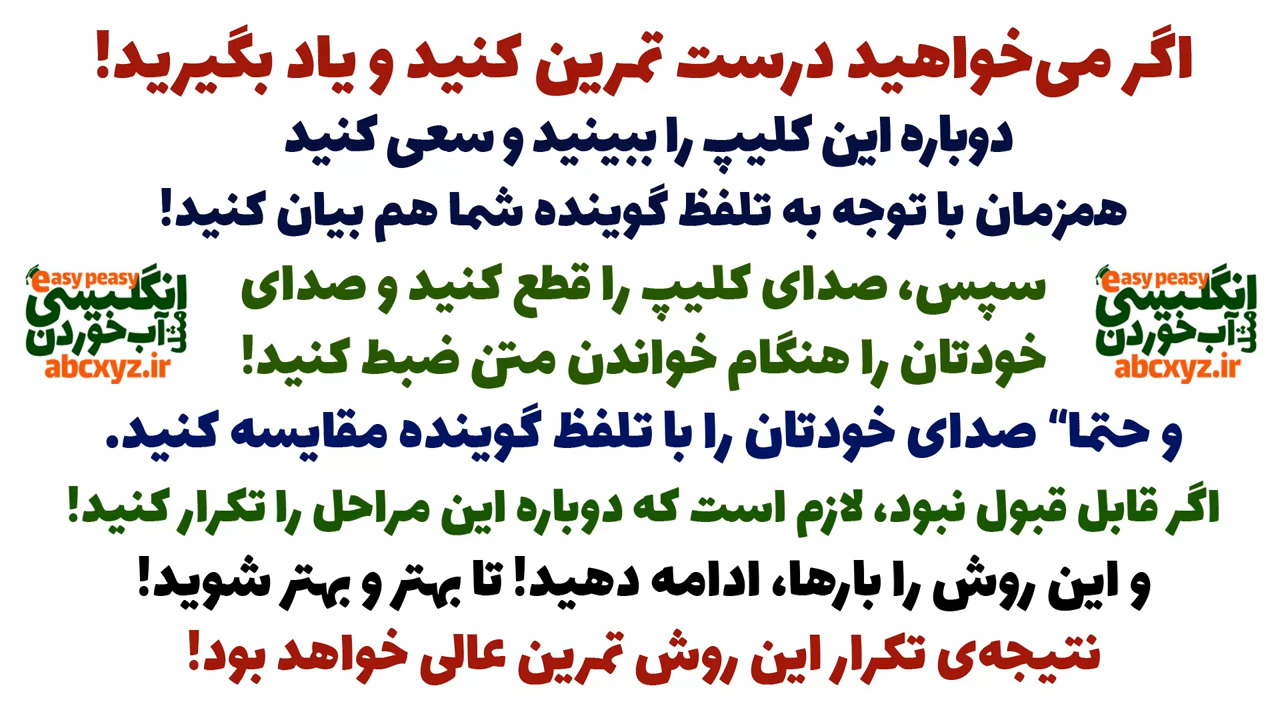 اگر می‌خواهید درست تمرین کنید و یاد بگیرید!
دوباره این کلیپ را ببینید و سعی کنید
همزمان با توجه به تلفظ گوینده شما هم بیان کنید!
سپس، صدای کلیپ را قطع کنید و صدای
خودتان را هنگام خواندن متن ضبط کنید!
و حتما“ صدای خودتان را با تلفظ گوینده مقایسه کنید.
اگر قابل قبول نبود، لازم است که دوباره این مراحل را تکرار کنید!
و این روش را بارها، ادامه دهید! تا بهتر و بهتر شوید!
نتیجه‌ی تکرار این روش تمرین عالی خواهد بود!
easy peasy
انگلیسی
مثل آب خوردن
abcxyz.ir
easy peasy
انگلیسی
مثل آب خوردن
abcxyz.ir